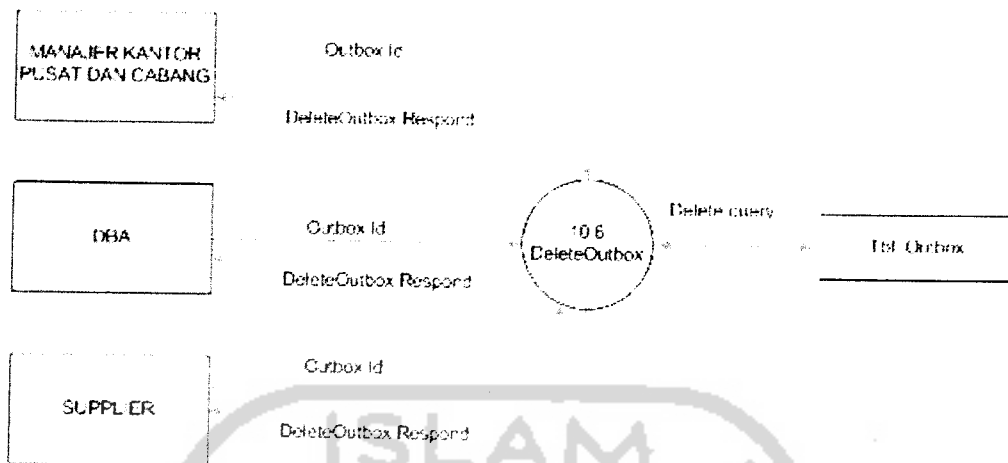 MANAJER KANTOR
PUSAT DAN CABANG
Outbox Id
DeleteOutbox Respond
DBA
Outbox Id
DeleteOutbox Respond
10.6
DeleteOutbox
Delete query
Tbl Outbox
Outbox Id
SUPPLIER
DeleteOutbox Respond
ISLAM